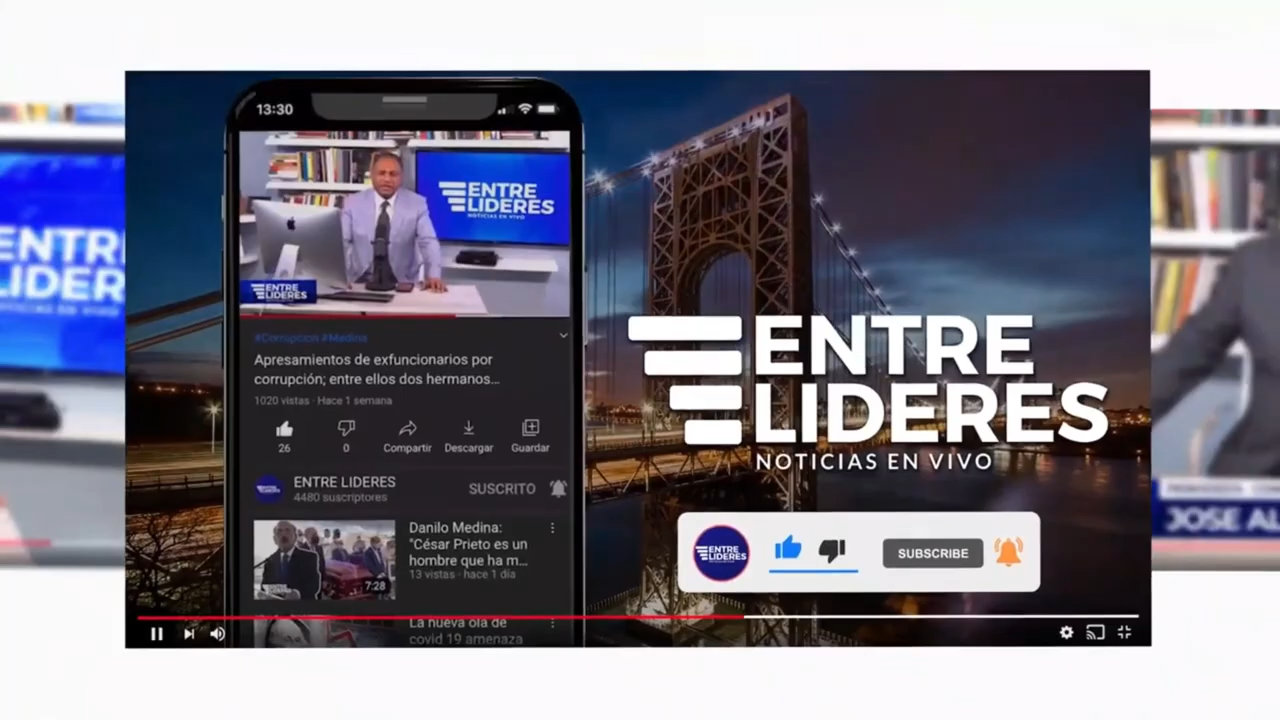 13:30
ENTRE
LIDERES
NOTICIAS EN VIVO
ENTRE
LIDERES
#Corrupcion #Medina
Apresamientos de exfuncionarios por
corrupción; entre ellos dos hermanos...
1020 vistas · Hace 1 semana
26
0
Compartir
Descargar
Guardar
ENTRE LIDERES
4480 suscriptores
SUSCRITO
Danilo Medina:
"César Prieto es un
hombre que ha m...
13 vistas · hace 1 día
7:28
La nueva ola de
covid 19 amenaza
ENTRE
LIDERES
NOTICIAS EN VIVO
ENTRE
LIDERES
SUBSCRIBE
ENTR
LIDER
JOSE AL